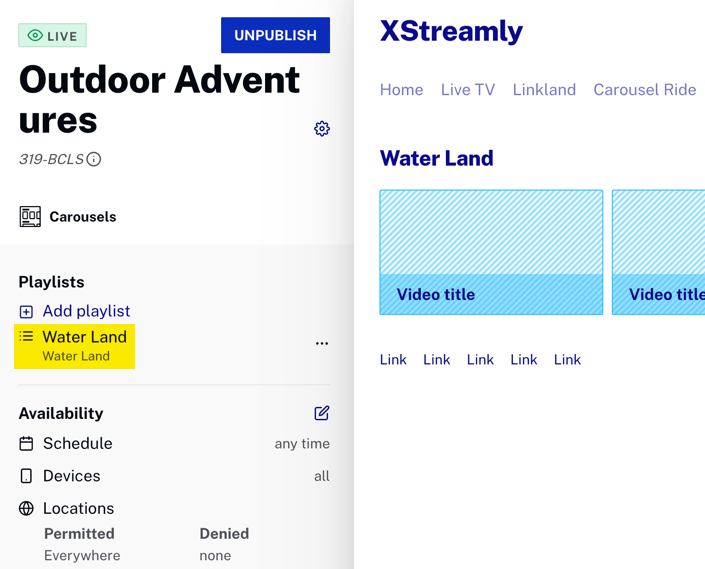 LIVE
UNPUBLISH
Outdoor Advent
ures
319-BCLS
Carousels
Playlists
Add playlist
Water Land
Water Land
...
Availability
Schedule any time
Devices all
Locations
Permitted Denied
Everywhere none
XStreamly
Home Live TV Linkland Carousel Ride
Water Land
Video title Video title
Link Link Link Link Link